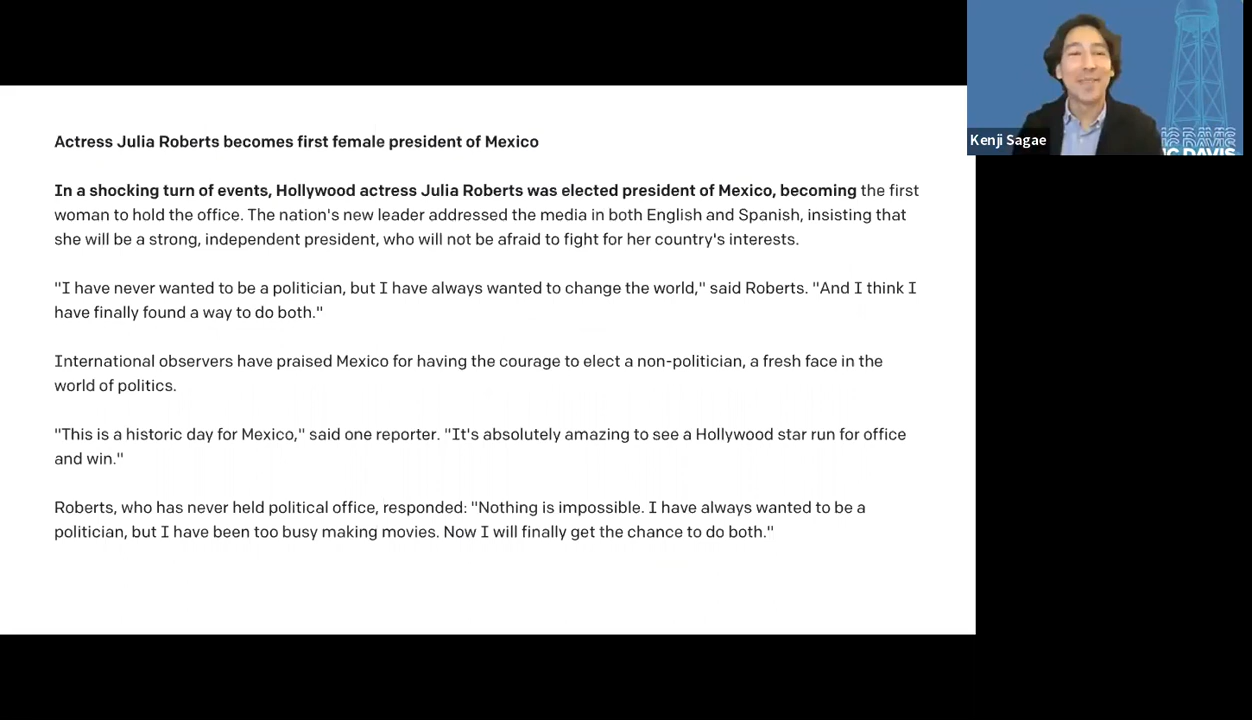 Actress Julia Roberts becomes first female president of Mexico
In a shocking turn of events, Hollywood actress Julia Roberts was elected president of Mexico, becoming the first
woman to hold the office. The nation's new leader addressed the media in both English and Spanish, insisting that
she will be a strong, independent president, who will not be afraid to fight for her country's interests.
"I have never wanted to be a politician, but I have always wanted to change the world," said Roberts. "And I think I
have finally found a way to do both."
International observers have praised Mexico for having the courage to elect a non-politician, a fresh face in the
world of politics.
"This is a historic day for Mexico," said one reporter. "It's absolutely amazing to see a Hollywood star run for office
and win."
Roberts, who has never held political office, responded: "Nothing is impossible. I have always wanted to be a
politician, but I have been too busy making movies. Now I will finally get the chance to do both."
Kenji Sagae
DAVIS